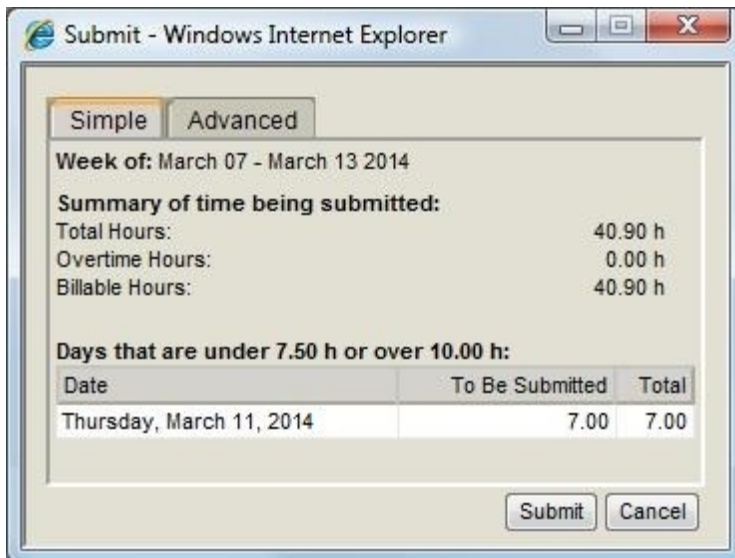 Submit - Windows Internet Explorer
Simple Advanced
Week of: March 07 - March 13 2014
Summary of time being submitted:
Total Hours: 40.90 h
Overtime Hours: 0.00 h
Billable Hours: 40.90 h
Days that are under 7.50 h or over 10.00 h:
Date To Be Submitted Total
Thursday, March 11, 2014 7.00 7.00
Submit Cancel